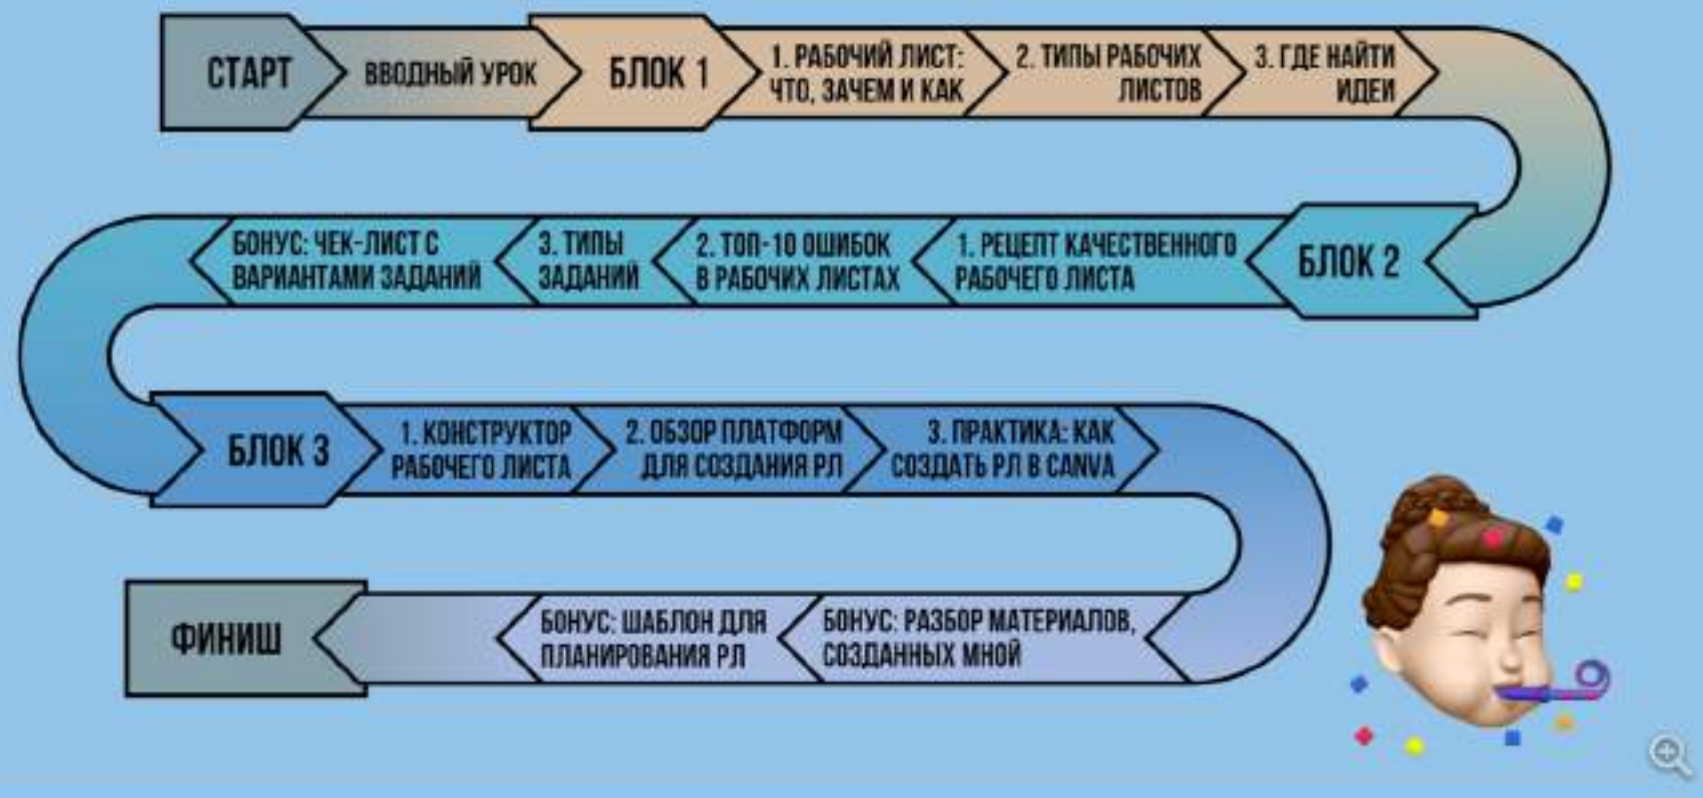 СТАРТ
ВВОДНЫЙ УРОК
БЛОК 1
1. РАБОЧИЙ ЛИСТ:
ЧТО, ЗАЧЕМ И КАК
2. ТИПЫ РАБОЧИХ
ЛИСТОВ
3. ГДЕ НАЙТИ
ИДЕИ
БЛОК 2
1. РЕЦЕПТ КАЧЕСТВЕННОГО
РАБОЧЕГО ЛИСТА
2. ТОП-10 ОШИБОК
В РАБОЧИХ ЛИСТАХ
3. ТИПЫ
ЗАДАНИЙ
БОНУС: ЧЕК-ЛИСТ С
ВАРИАНТАМИ ЗАДАНИЙ
БЛОК 3
1. КОНСТРУКТОР
РАБОЧЕГО ЛИСТА
2. ОБЗОР ПЛАТФОРМ
ДЛЯ СОЗДАНИЯ РЛ
3. ПРАКТИКА: КАК
СОЗДАТЬ РЛ В CANVA
БОНУС: РАЗБОР МАТЕРИАЛОВ,
СОЗДАННЫХ МНОЙ
БОНУС: ШАБЛОН ДЛЯ
ПЛАНИРОВАНИЯ РЛ
ФИНИШ